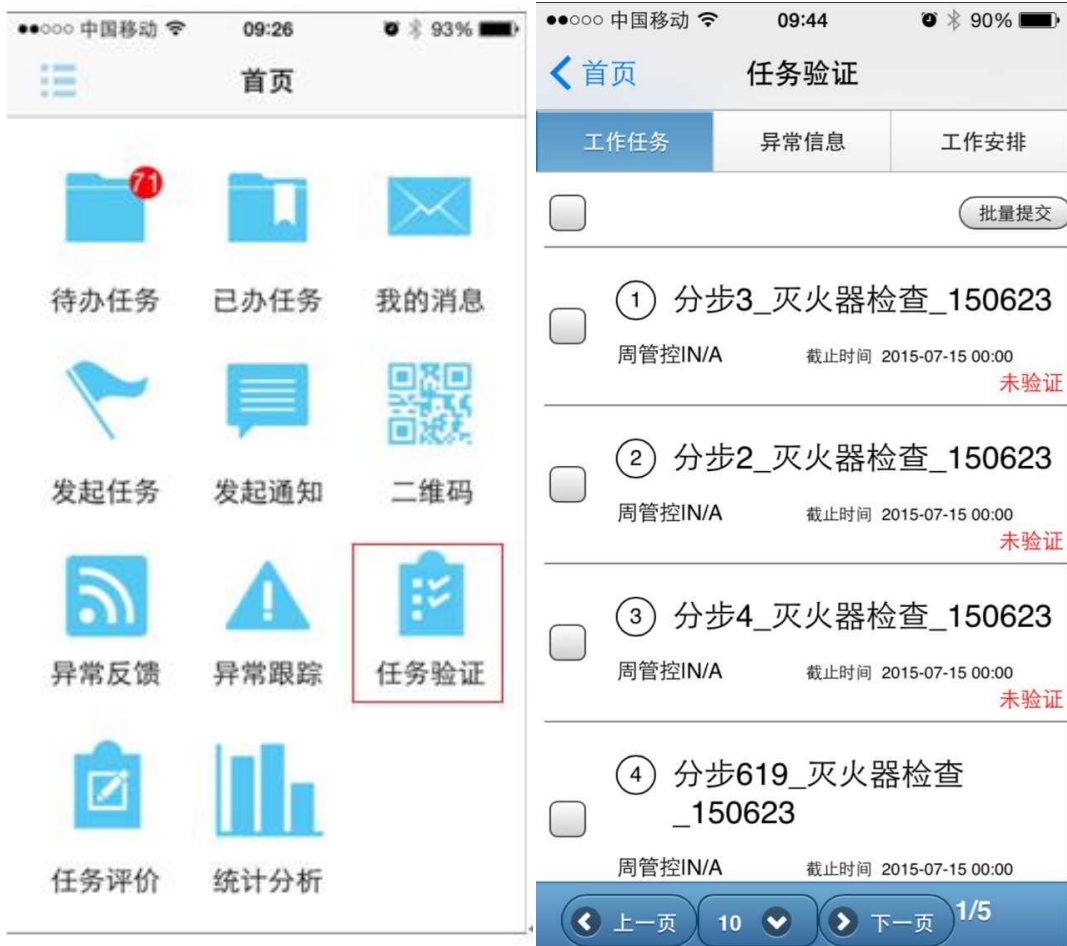 中国移动 09:26 93%
首页
71
待办任务 已办任务 我的消息
发起任务 发起通知 二维码
异常反馈 异常跟踪 任务验证
任务评价 统计分析
中国移动 09:44 90%
首页 任务验证
工作任务 异常信息 工作安排
批量提交
1 分步3_灭火器检查_150623
周管控IN/A 截止时间 2015-07-15 00:00
未验证
2 分步2_灭火器检查_150623
周管控IN/A 截止时间 2015-07-15 00:00
未验证
3 分步4_灭火器检查_150623
周管控IN/A 截止时间 2015-07-15 00:00
未验证
4 分步619_灭火器检查
_150623
周管控IN/A 截止时间 2015-07-15 00:00
上一页 10 下一页 1/5